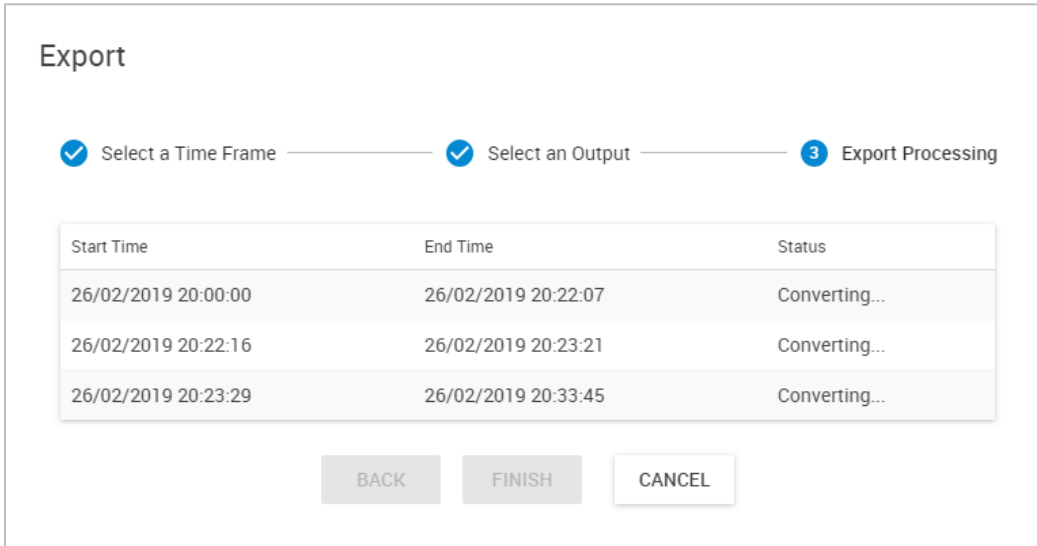 Export
Select a Time Frame Select an Output 3 Export Processing
Start Time End Time Status
26/02/2019 20:00:00 26/02/2019 20:22:07 Converting...
26/02/2019 20:22:16 26/02/2019 20:23:21 Converting...
26/02/2019 20:23:29 26/02/2019 20:33:45 Converting...
BACK FINISH CANCEL